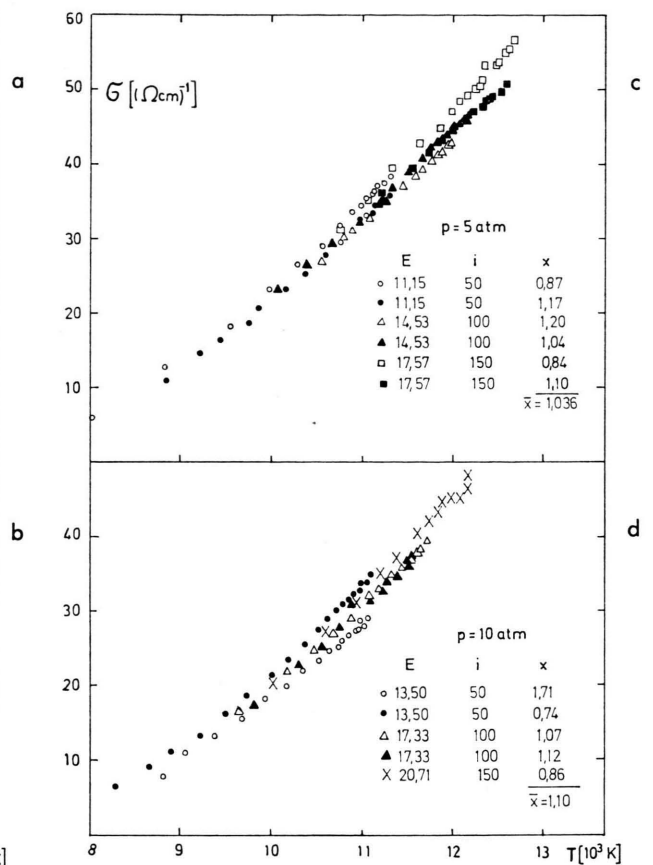 a
c
60
50
40
30
20
10
σ [(Ωcm)⁻¹]
p = 5 atm
E i x
○ 11,15 50 0,87
● 11,15 50 1,17
△ 14,53 100 1,20
▲ 14,53 100 1,04
□ 17,57 150 0,84
■ 17,57 150 1,10
x̄ = 1,036
b
d
40
30
20
10
p = 10 atm
E i x
○ 13,50 50 1,71
● 13,50 50 0,74
△ 17,33 100 1,07
▲ 17,33 100 1,12
X 20,71 150 0,86
x̄ = 1,10
8 9 10 11 12 13
T [10³ K]